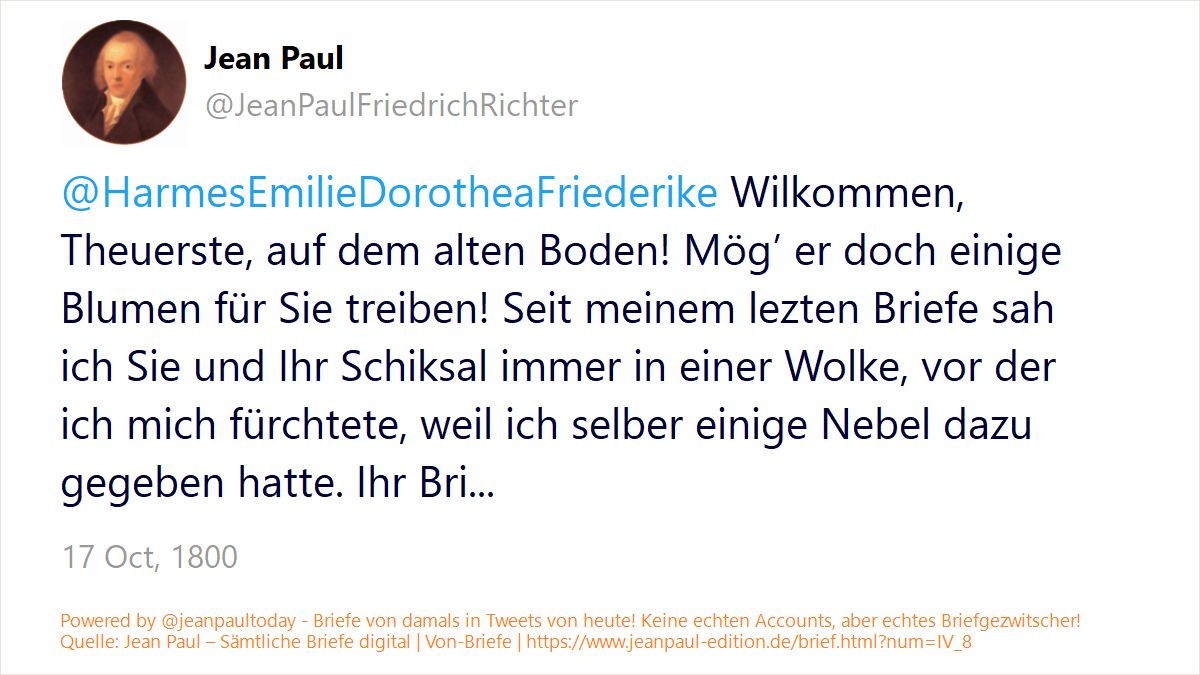 Jean Paul
@JeanPaulFriedrichRichter
@HarmesEmilieDorotheaFriederike Wilkommen,
Theuerste, auf dem alten Boden! Mög’ er doch einige
Blumen für Sie treiben! Seit meinem lezten Briefe sah
ich Sie und Ihr Schiksal immer in einer Wolke, vor der
ich mich fürchtete, weil ich selber einige Nebel dazu
gegeben hatte. Ihr Bri...
17 Oct, 1800
Powered by @jeanpaultoday - Briefe von damals in Tweets von heute! Keine echten Accounts, aber echtes Briefgezwitscher!
Quelle: Jean Paul – Sämtliche Briefe digital | Von-Briefe | https://www.jeanpaul-edition.de/brief.html?num=IV_8